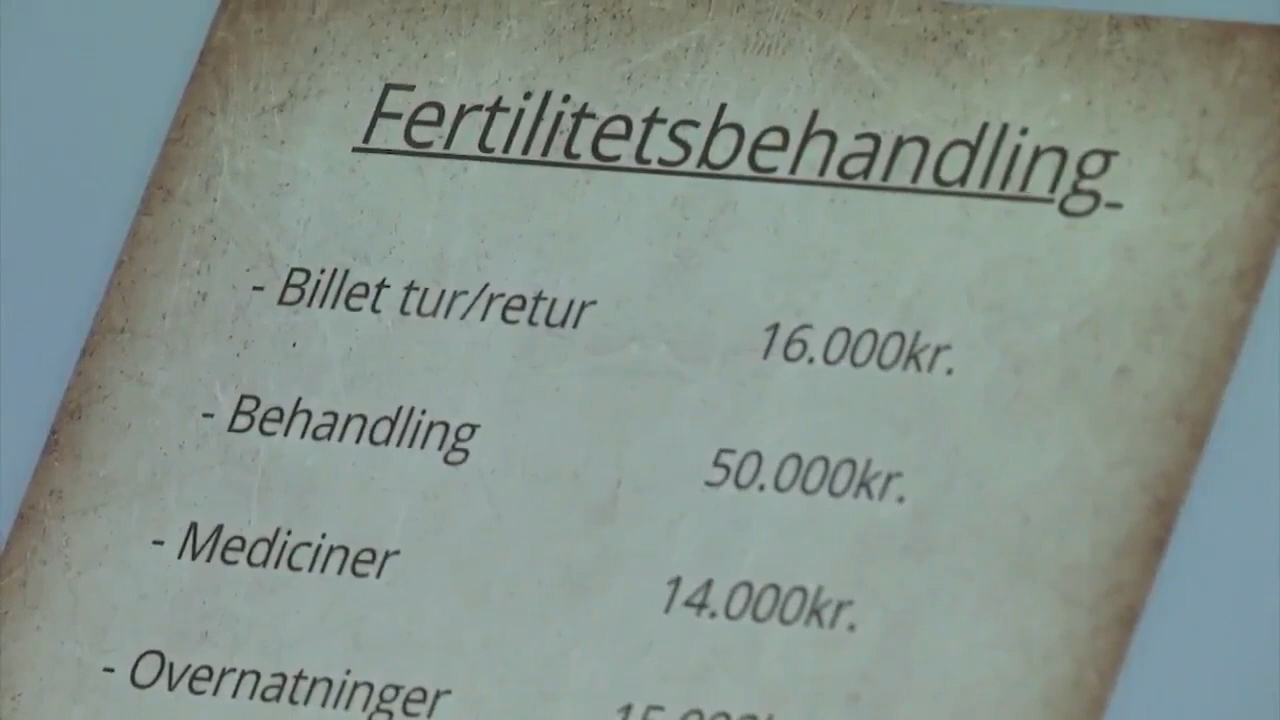 Fertilitetsbehandling
- Billet tur/retur 16.000kr.
- Behandling 50.000kr.
- Mediciner 14.000kr.
- Overnatninger